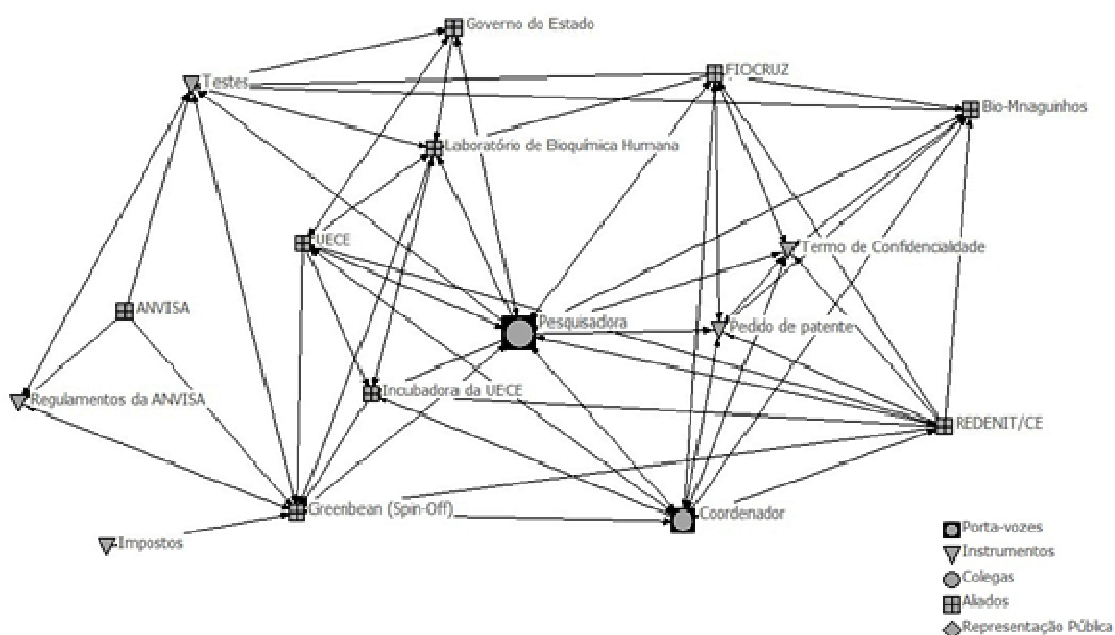 Governo do Estado
Testes
FIOCRUZ
Bio-Mnaguinhos
Laboratório de Bioquímica Humana
UECE
Termo de Confidencialidade
ANVISA
Pesquisadora
Pedido de patente
Regulamentos da ANVISA
Incubadora da UECE
REDENIT/CE
Greenbean (Spin-Off)
Coordenador
Impostos
Porta-vozes
Instrumentos
Colegas
Aliados
Representação Pública